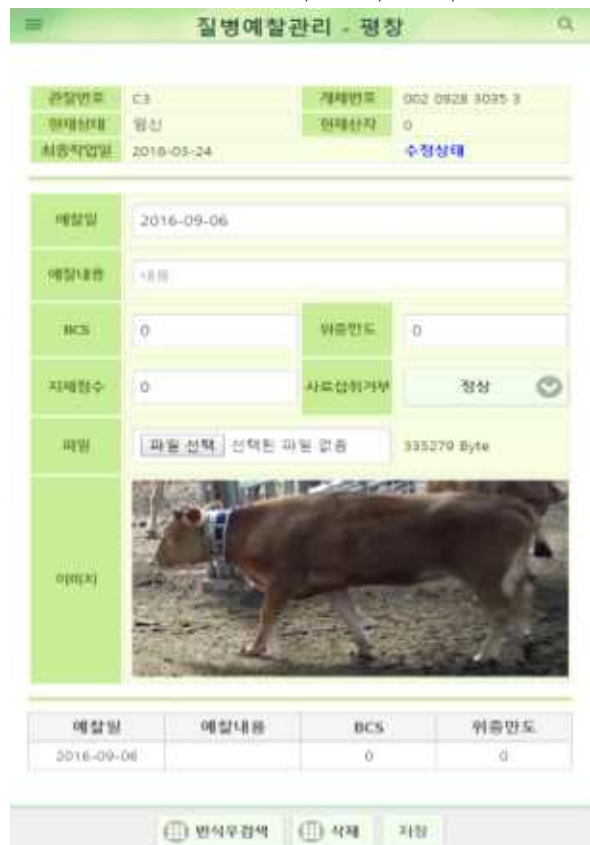 질병예찰관리 - 평창
관찰번호 C3 개체번호 002 0928 3035 3
현재상태 임신 현재산차 0
최종작업일 2016-03-24 수정상태
예찰일 2016-09-06
예찰내용 내용
BCS 0 위충만도 0
지제점수 0 사료섭취거부 정상
파일 파일 선택 선택된 파일 없음 335279 Byte
이미지
예찰일 예찰내용 BCS 위충만도
2016-09-06 0 0
번식우검색 삭제 저장